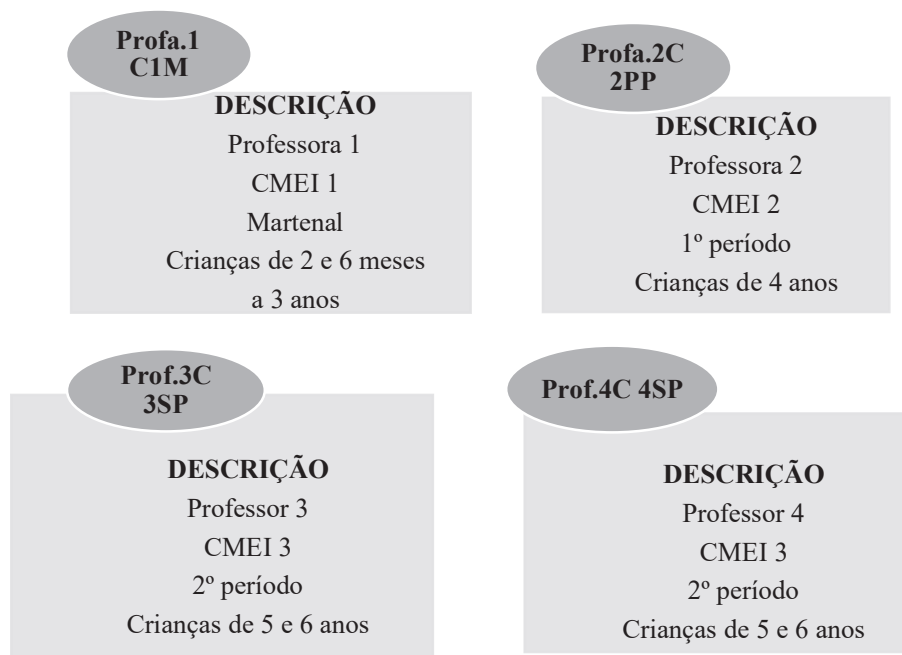 Profa.1
C1M
DESCRIÇÃO
Professora 1
CMEI 1
Martenal
Crianças de 2 e 6 meses
a 3 anos
Profa.2C
2PP
DESCRIÇÃO
Professora 2
CMEI 2
1º período
Crianças de 4 anos
Prof.3C
3SP
DESCRIÇÃO
Professor 3
CMEI 3
2º período
Crianças de 5 e 6 anos
Prof.4C 4SP
DESCRIÇÃO
Professor 4
CMEI 3
2º período
Crianças de 5 e 6 anos